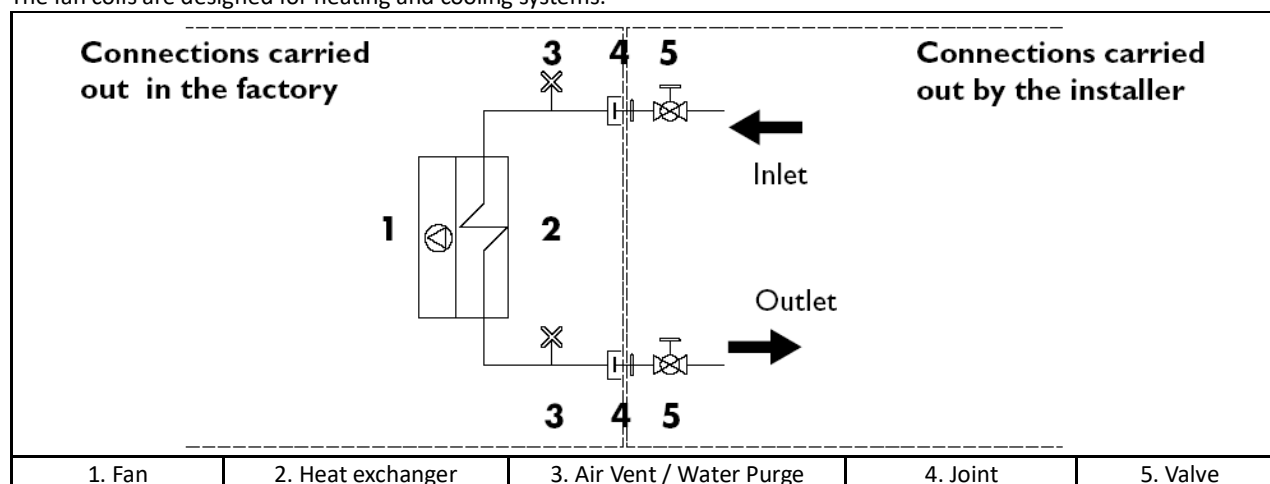 The fan coils are designed for heating and cooling systems.
Connections carried
out in the factory
3 4 5
Connections carried
out by the installer
Inlet
1 2
Outlet
3 4 5
1. Fan
2. Heat exchanger
3. Air Vent / Water Purge
4. Joint
5. Valve